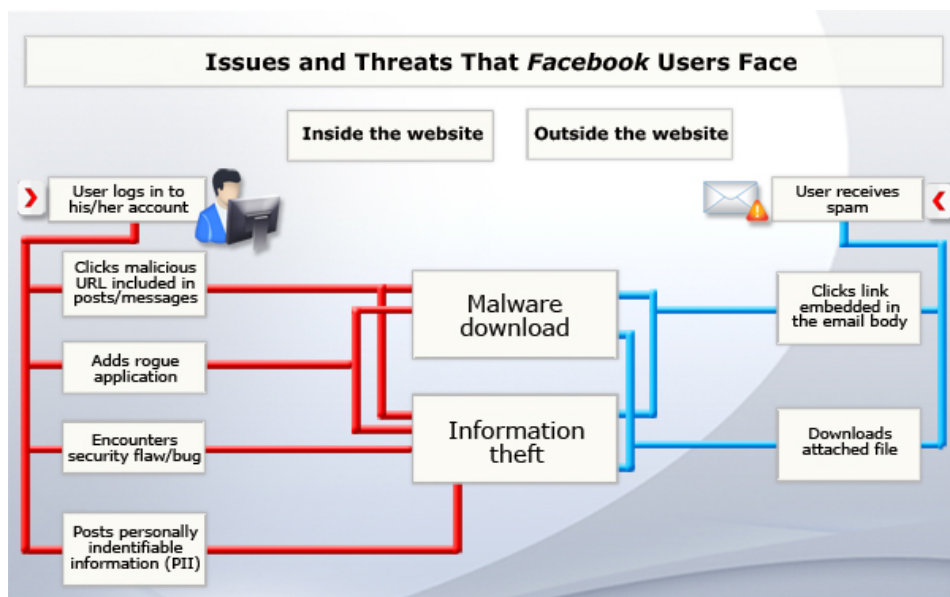 Issues and Threats That Facebook Users Face
Inside the website
Outside the website
User logs in to
his/her account
Clicks malicious
URL included in
posts/messages
Adds rogue
application
Encounters
security flaw/bug
Posts personally
indentifiable
information (PII)
Malware
download
Information
theft
User receives
spam
Clicks link
embedded in
the email body
Downloads
attached file